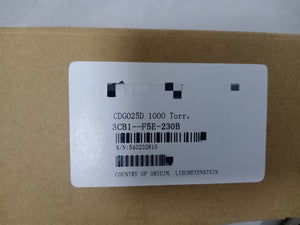 CDG025D 1000 Torr.
3CB1--F5E-230B
S/N:540232810
COUNTRY OF ORIGIN. LIECHTENSTEIN